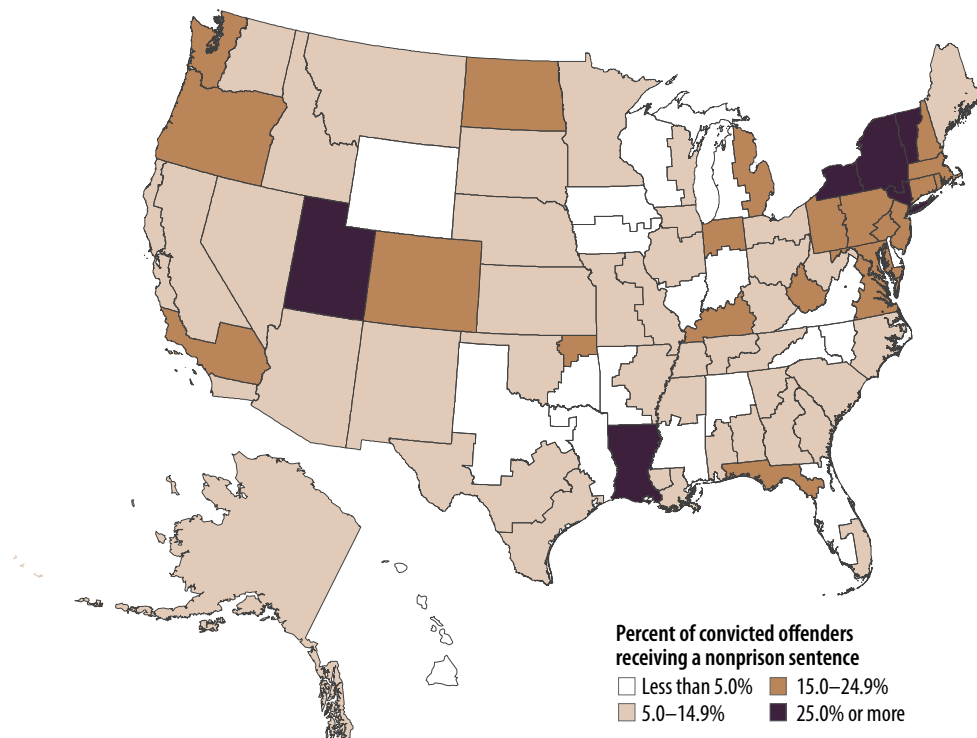 Percent of convicted offenders
receiving a nonprison sentence
Less than 5.0%
15.0–24.9%
5.0–14.9%
25.0% or more